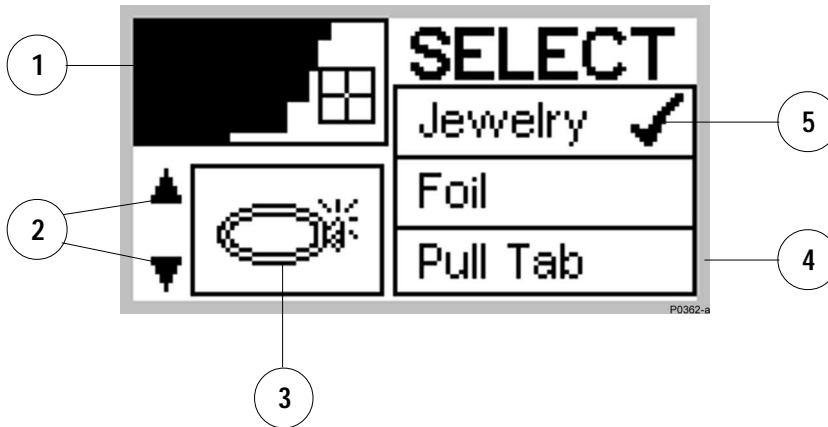 SELECT
1
Jewelry
5
2
Foil
Pull Tab
4
P0362-a
3